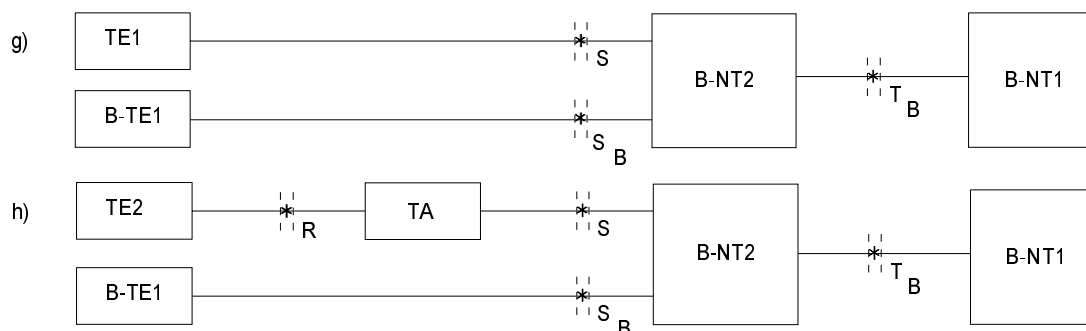 g)
TE1
S
B-TE1
S B
B-NT2
T B
B-NT1
h)
TE2
R
TA
S
B-TE1
S B
B-NT2
T B
B-NT1